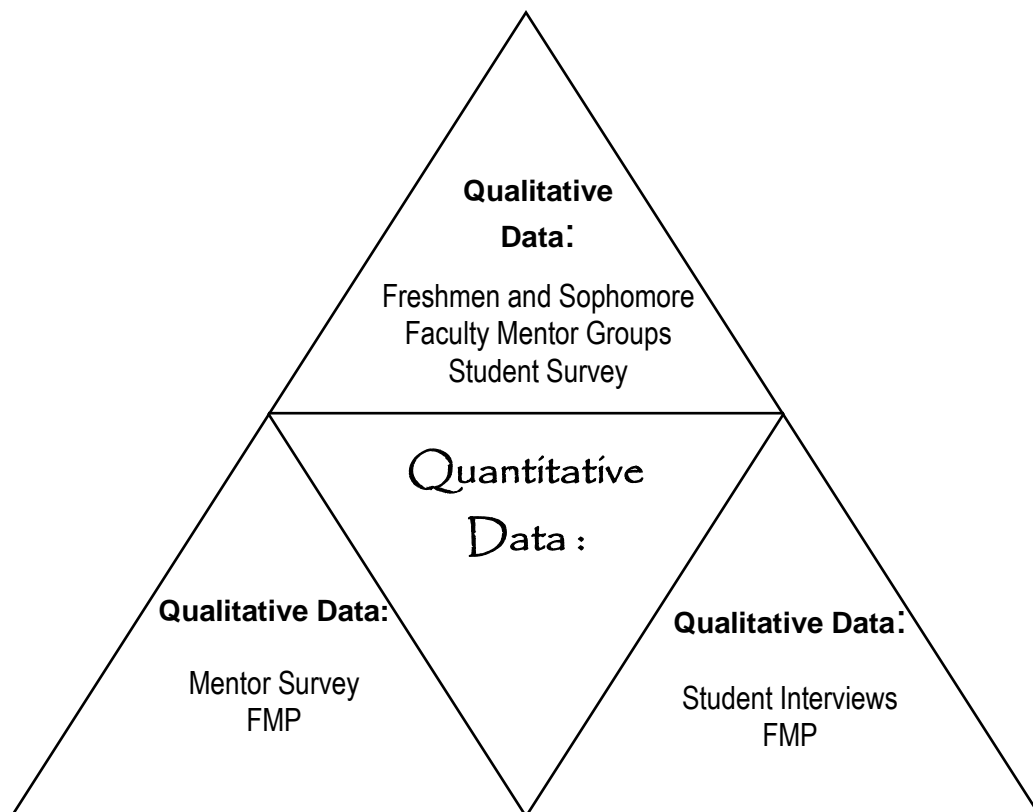 Qualitative
Data:
Freshmen and Sophomore
Faculty Mentor Groups
Student Survey
Quantitative
Data :
Qualitative Data:
Mentor Survey
FMP
Qualitative Data:
Student Interviews
FMP